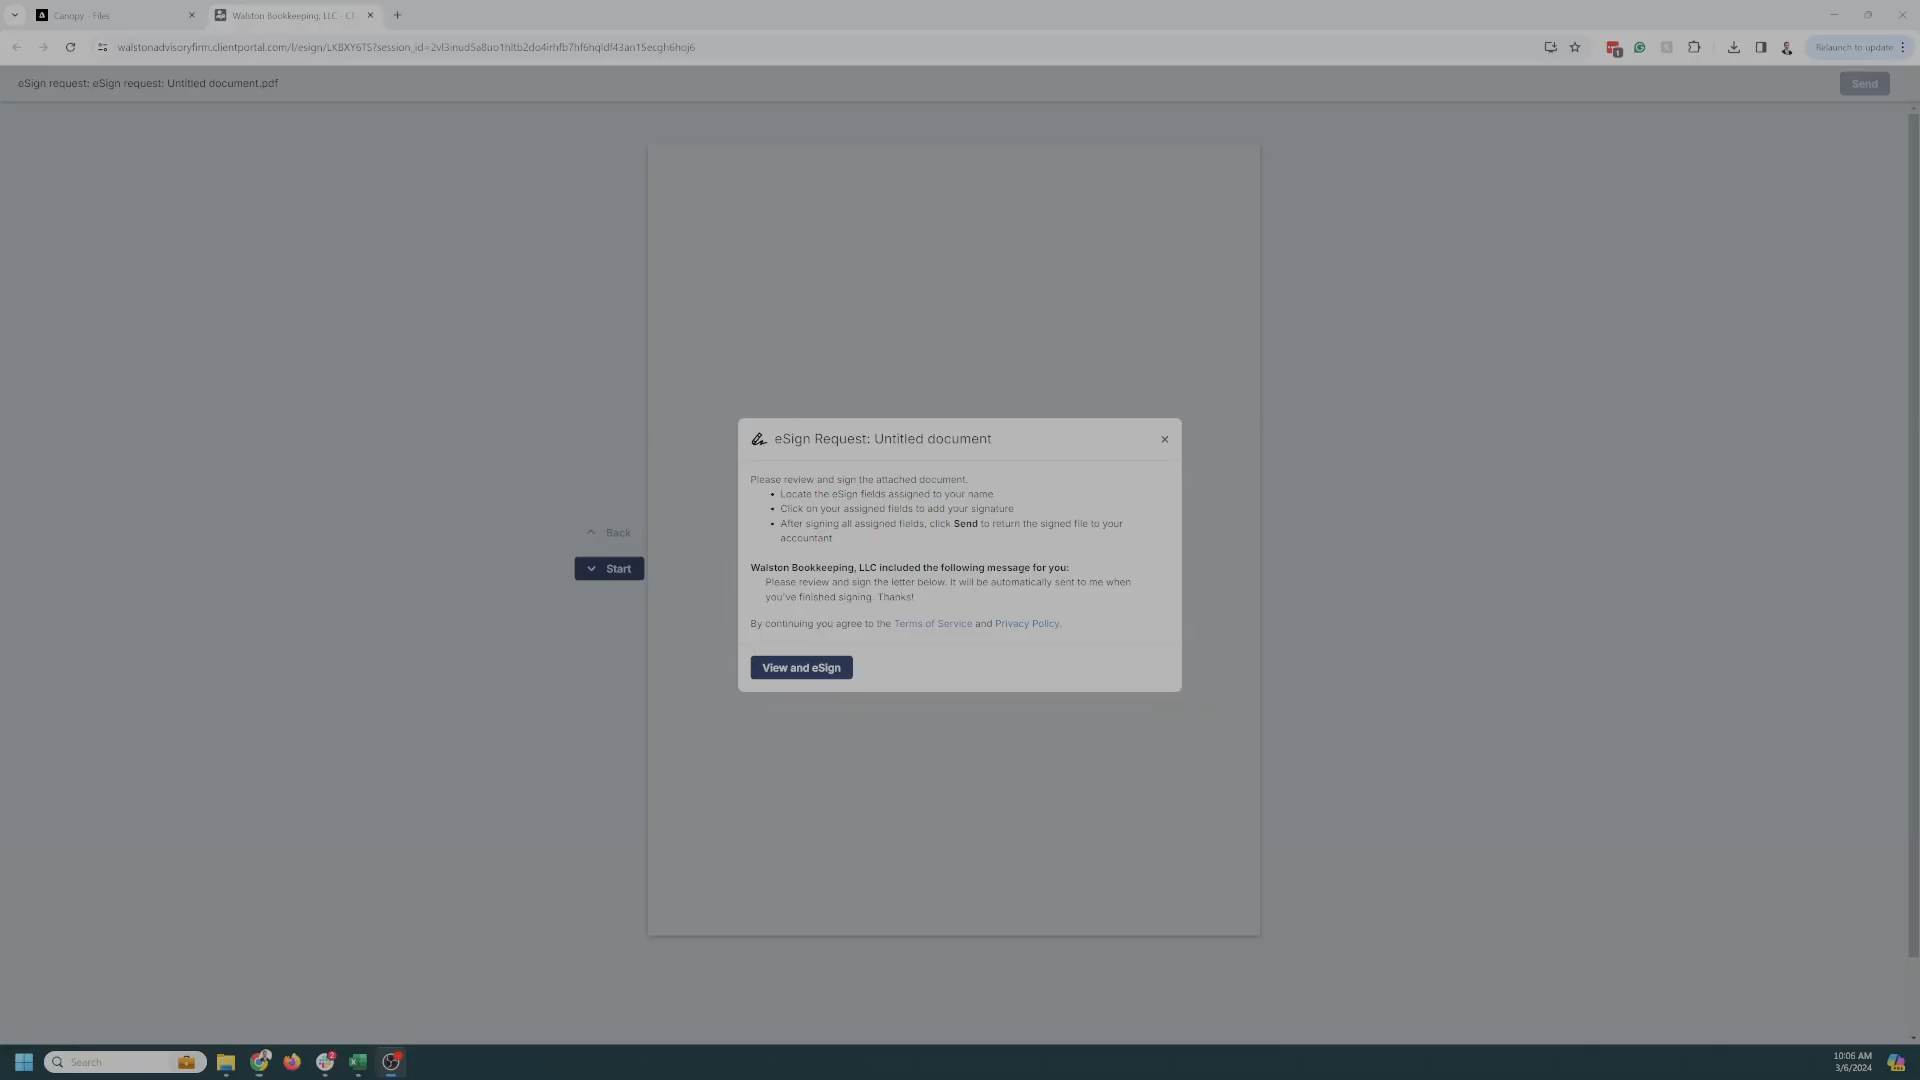 Canopy - Files
Walston Bookkeeping, LLC - Cl
walstonadvisoryfirm.clientportal.com/l/esign/LKBXY6TS?session_id=2vl3inud5a8uo1hltb2do4irhfb7hf6hqldf43an15ecgh6hoj6
Relaunch to update
eSign request: eSign request: Untitled document.pdf
Send
eSign Request: Untitled document
Please review and sign the attached document.
• Locate the eSign fields assigned to your name
• Click on your assigned fields to add your signature
• After signing all assigned fields, click Send to return the signed file to your
accountant
Back
Start
Walston Bookkeeping, LLC included the following message for you:
Please review and sign the letter below. It will be automatically sent to me when
you've finished signing. Thanks!
By continuing you agree to the Terms of Service and Privacy Policy.
View and eSign
Search
2
10:06 AM
3/6/2024